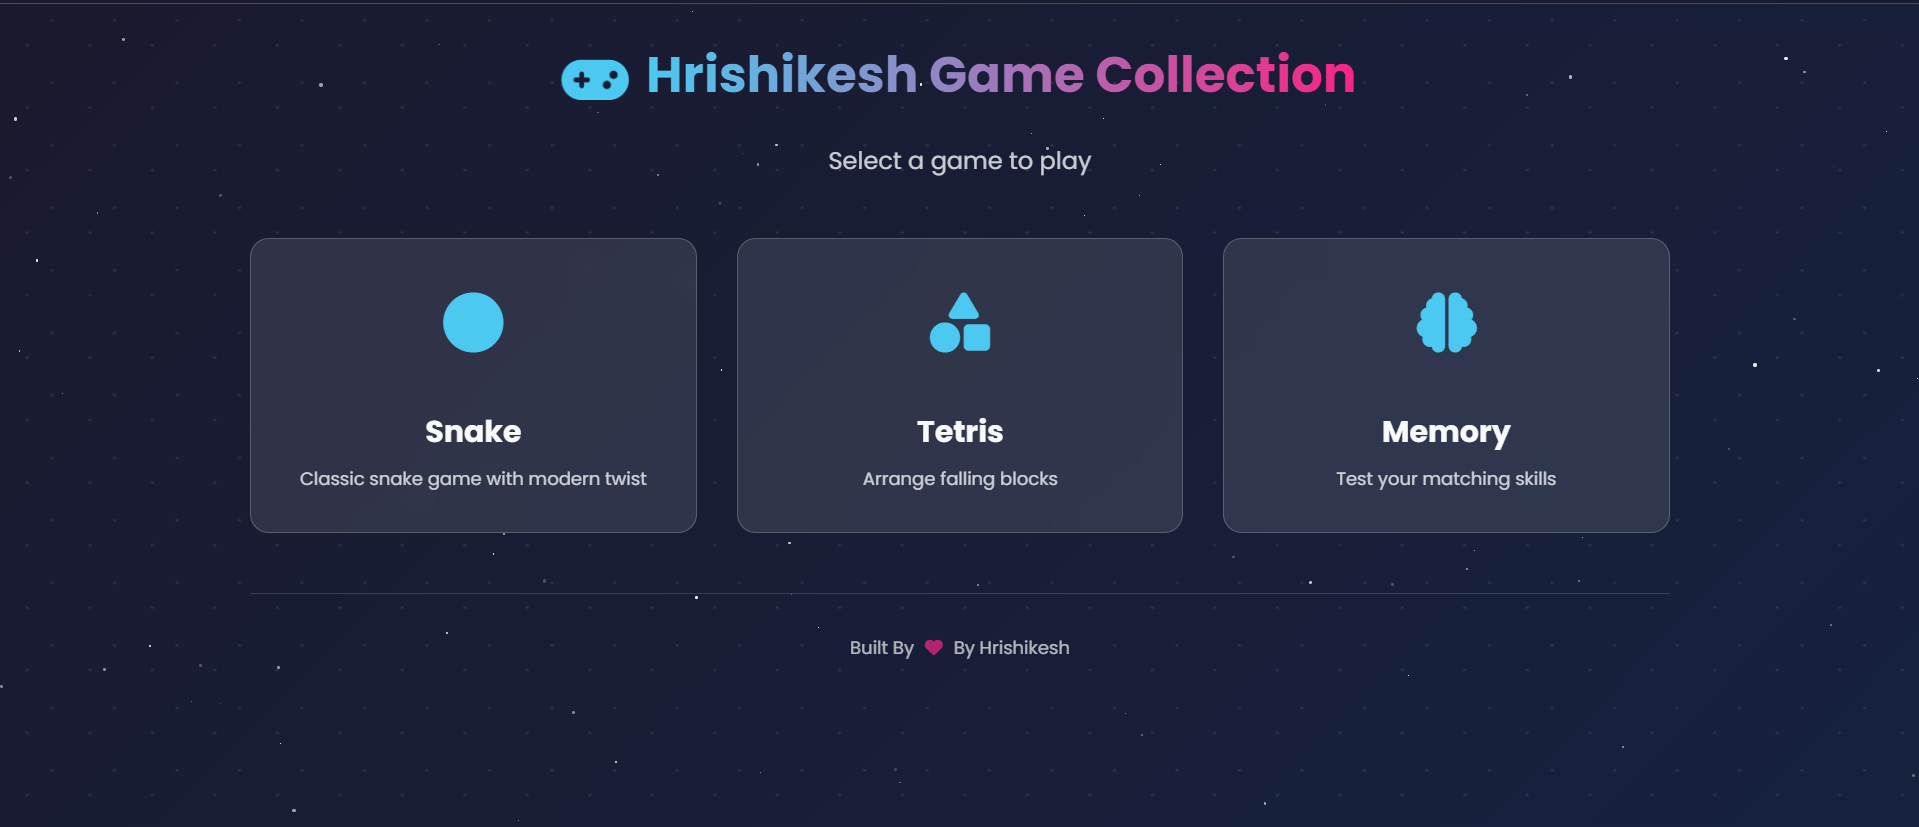 Hrishikesh Game Collection
Select a game to play
Snake
Classic snake game with modern twist
Tetris
Arrange falling blocks
Memory
Test your matching skills
Built By By Hrishikesh